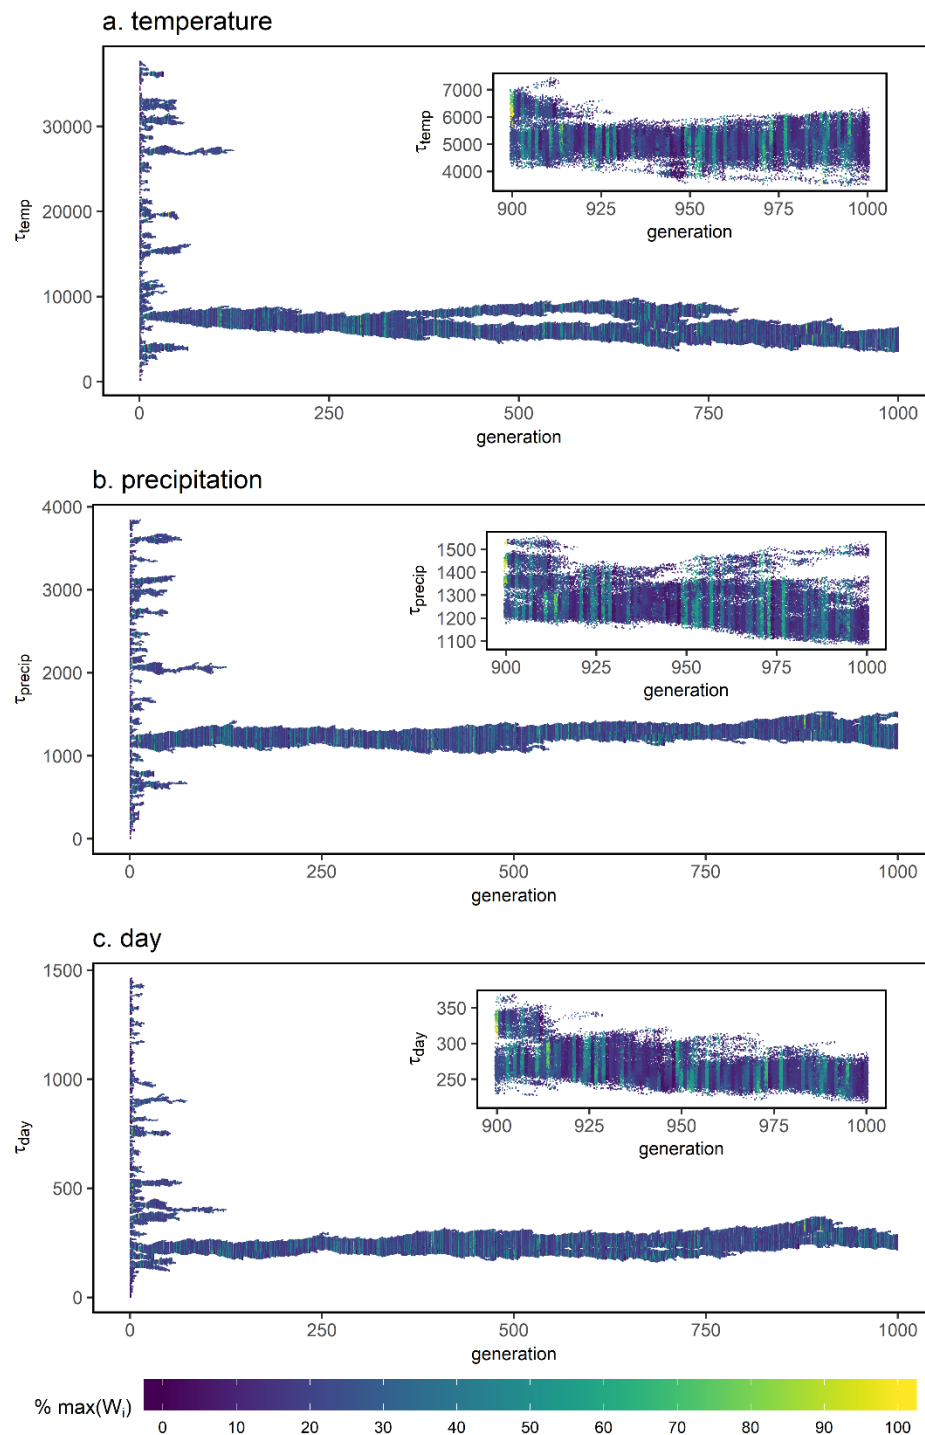 a. temperature
τtemp
30000
20000
10000
0
0 250 500 750 1000
generation
τtemp
7000
6000
5000
4000
900 925 950 975 1000
generation
b. precipitation
τprecip
4000
3000
2000
1000
0
0 250 500 750 1000
generation
τprecip
1500
1400
1300
1200
1100
900 925 950 975 1000
generation
c. day
τday
1500
1000
500
0
0 250 500 750 1000
generation
τday
350
300
250
900 925 950 975 1000
generation
% max(Wi)
0 10 20 30 40 50 60 70 80 90 100